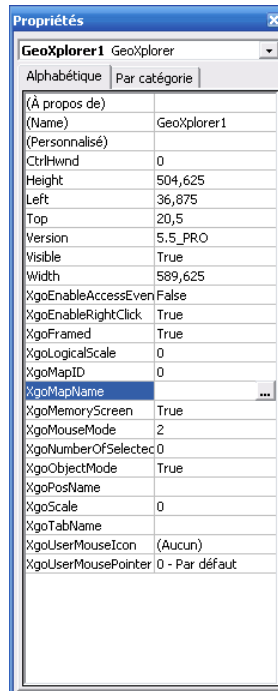 Propriétés
GeoXplorer1 GeoXplorer
Alphabétique Par catégorie
(À propos de)
(Name) GeoXplorer1
(Personnalisé)
CtrlHwnd 0
Height 504,625
Left 36,875
Top 20,5
Version 5.5_PRO
Visible True
Width 589,625
XgoEnableAccessEven False
XgoEnableRightClick True
XgoFramed True
XgoLogicalScale 0
XgoMapID 0
XgoMapName ...
XgoMemoryScreen True
XgoMouseMode 2
XgoNumberOfSelected 0
XgoObjectMode True
XgoPosName
XgoScale 0
XgoTabName
XgoUserMouseIcon (Aucun)
XgoUserMousePointer 0 - Par défaut